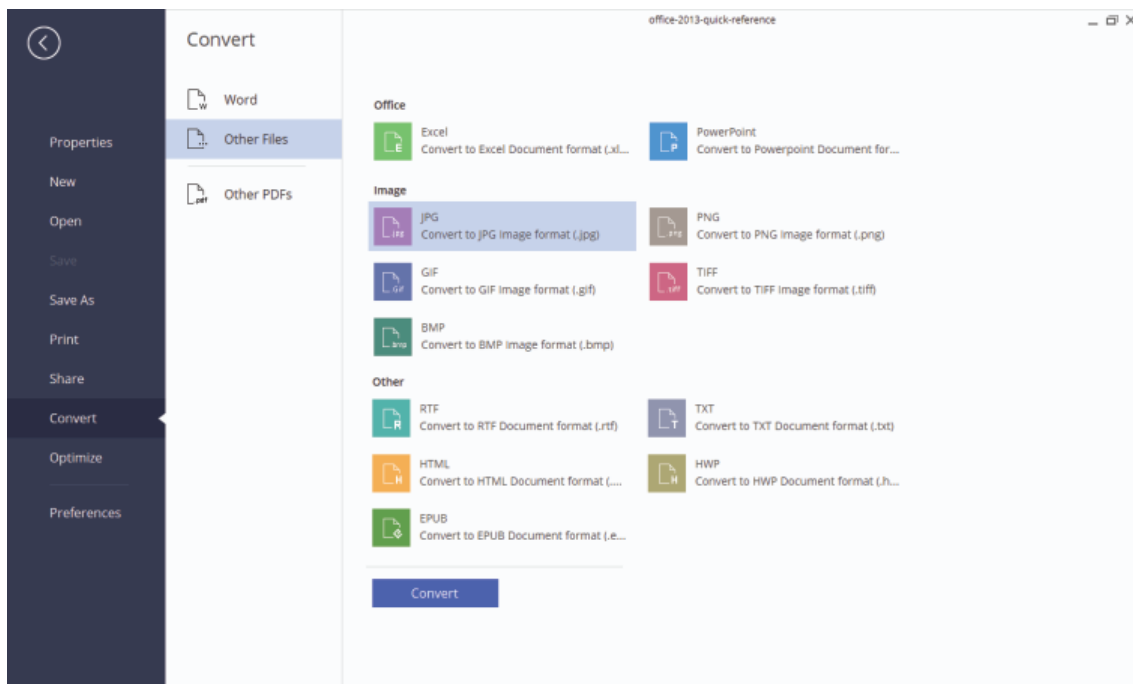 office-2013-quick-reference
Convert
Properties
New
Open
Save
Save As
Print
Share
Convert
Optimize
Preferences
Word
Other Files
Other PDFs
Office
Excel
Convert to Excel Document format (.xl...
PowerPoint
Convert to Powerpoint Document for...
Image
JPG
Convert to JPG Image format (.jpg)
PNG
Convert to PNG Image format (.png)
GIF
Convert to GIF Image format (.gif)
TIFF
Convert to TIFF Image format (.tiff)
BMP
Convert to BMP Image format (.bmp)
Other
RTF
Convert to RTF Document format (.rtf)
TXT
Convert to TXT Document format (.txt)
HTML
Convert to HTML Document format (....
HWP
Convert to HWP Document format (.h...
EPUB
Convert to EPUB Document format (.e...
Convert